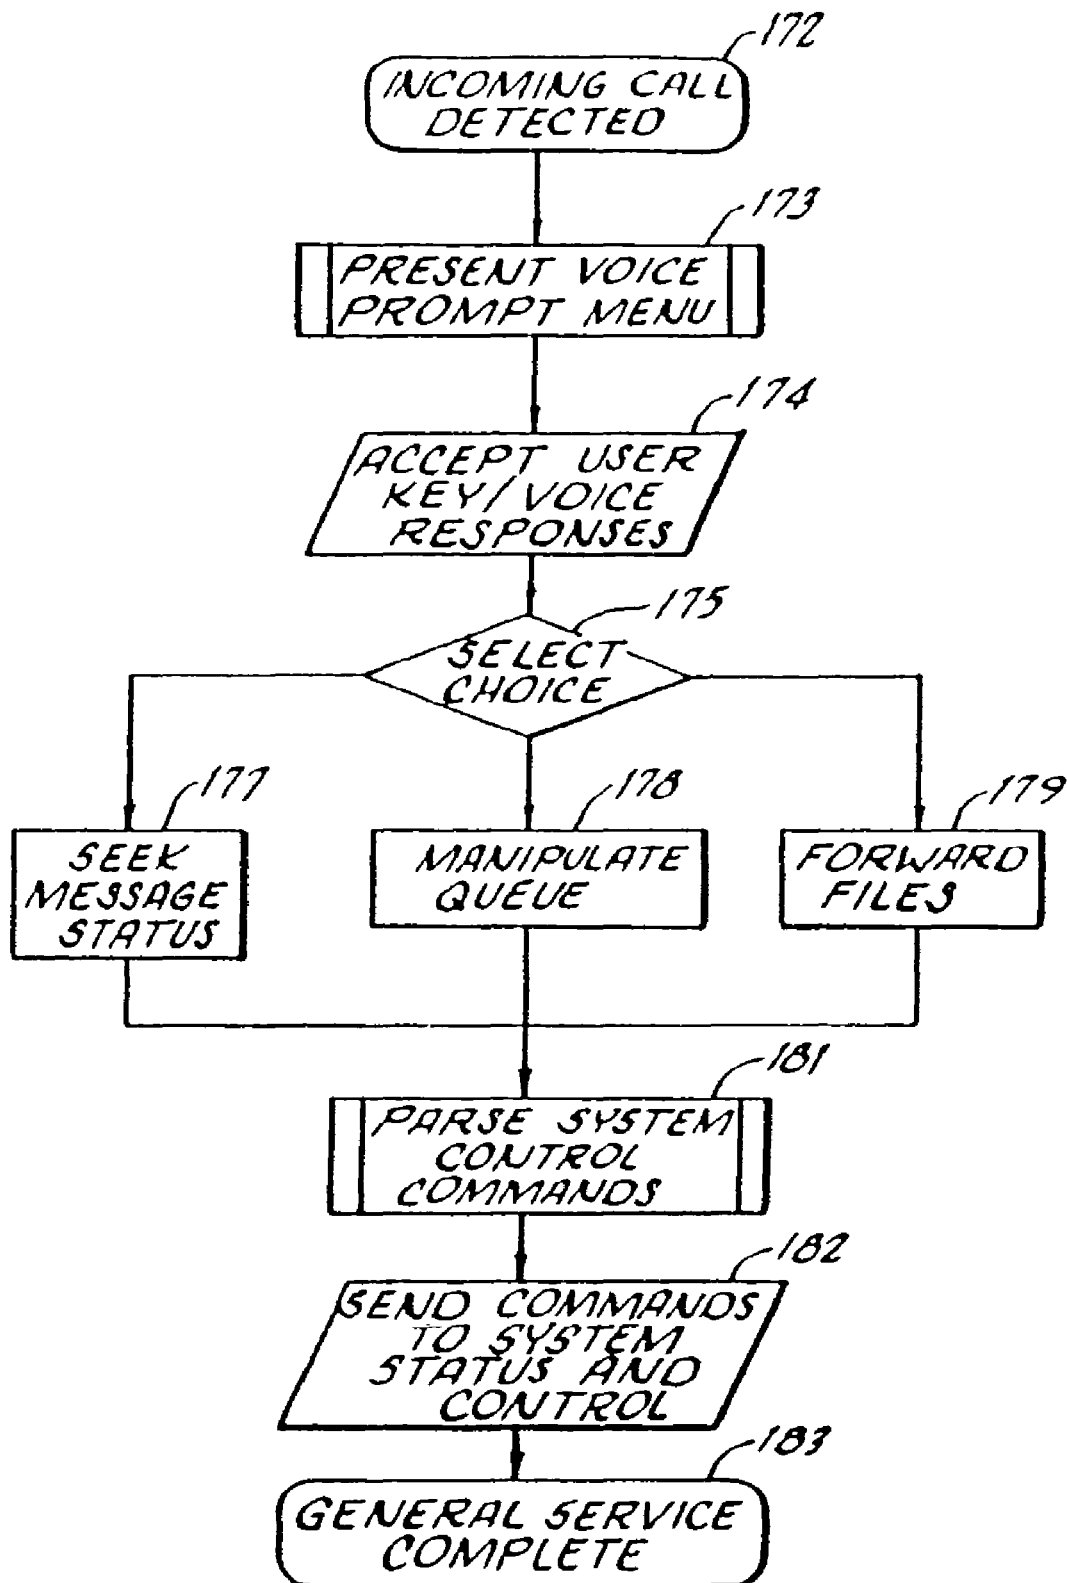 172
INCOMING CALL
DETECTED
173
PRESENT VOICE
PROMPT MENU
174
ACCEPT USER
KEY/VOICE
RESPONSES
175
SELECT
CHOICE
177
SEEK
MESSAGE
STATUS
178
MANIPULATE
QUEUE
179
FORWARD
FILES
181
PARSE SYSTEM
CONTROL
COMMANDS
182
SEND COMMANDS
TO SYSTEM
STATUS AND
CONTROL
183
GENERAL SERVICE
COMPLETE